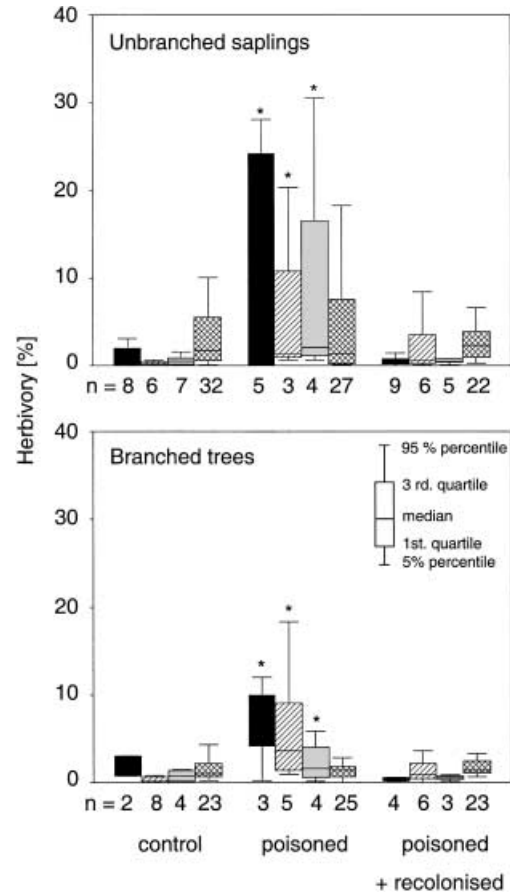 Unbranched saplings
40
30
20
10
0
* * *
n = 8 6 7 32 5 3 4 27 9 6 5 22
Herbivory [%]
Branched trees
40
30
20
10
0
95 % percentile
3 rd. quartile
median
1st. quartile
5% percentile
* * *
n = 2 8 4 23 3 5 4 25 4 6 3 23
control poisoned poisoned
+ recolonised